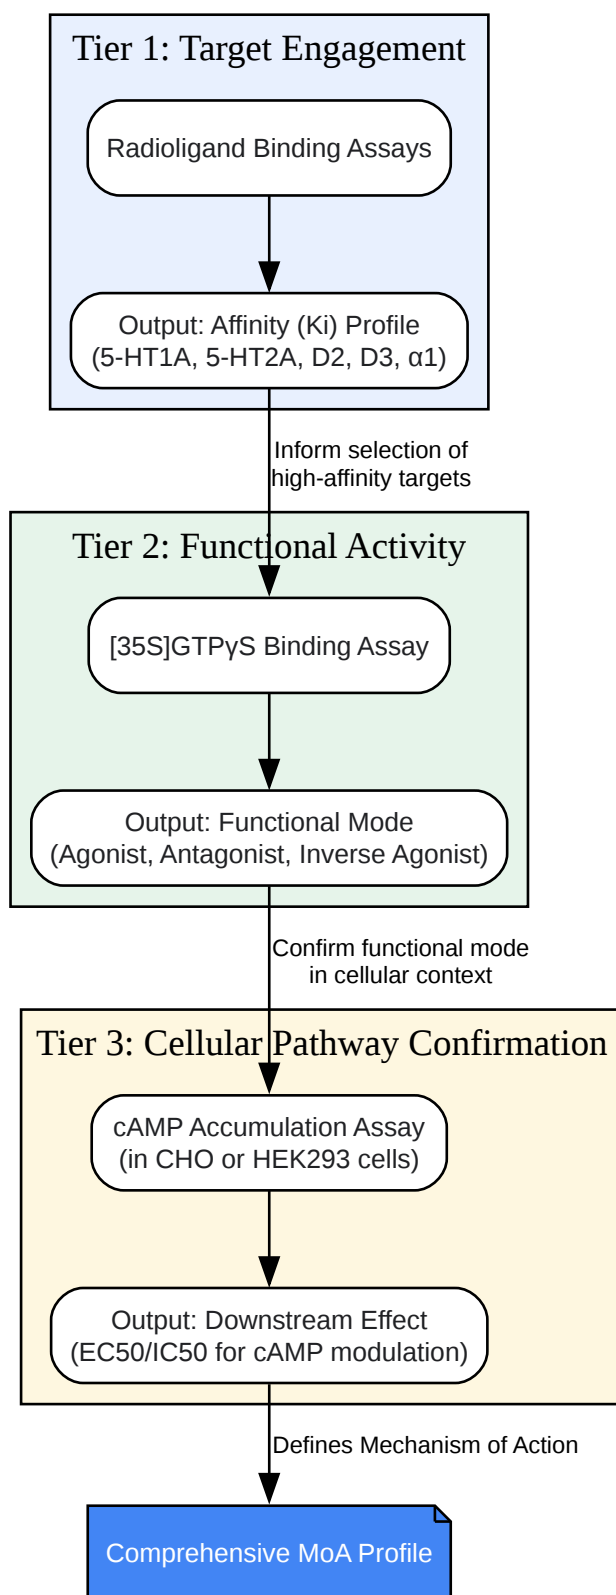 Tier 1: Target Engagement
Radioligand Binding Assays
Output: Affinity (Ki) Profile
(5-HT1A, 5-HT2A, D2, D3, α1)
Inform selection of
high-affinity targets
Tier 2: Functional Activity
[35S]GTPγS Binding Assay
Output: Functional Mode
(Agonist, Antagonist, Inverse Agonist)
Confirm functional mode
in cellular context
Tier 3: Cellular Pathway Confirmation
cAMP Accumulation Assay
(in CHO or HEK293 cells)
Output: Downstream Effect
(EC50/IC50 for cAMP modulation)
Defines Mechanism of Action
Comprehensive MoA Profile